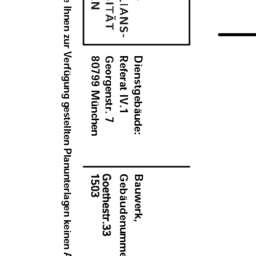 IANS-
ITÄT
N
Dienstgebäude:
Referat IV.1
Georgenstr. 7
80799 München
Bauwerk,
Gebäudenumme
Goethestr.33
1503
e Ihnen zur Verfügung gestellten Planunterlagen keinen A